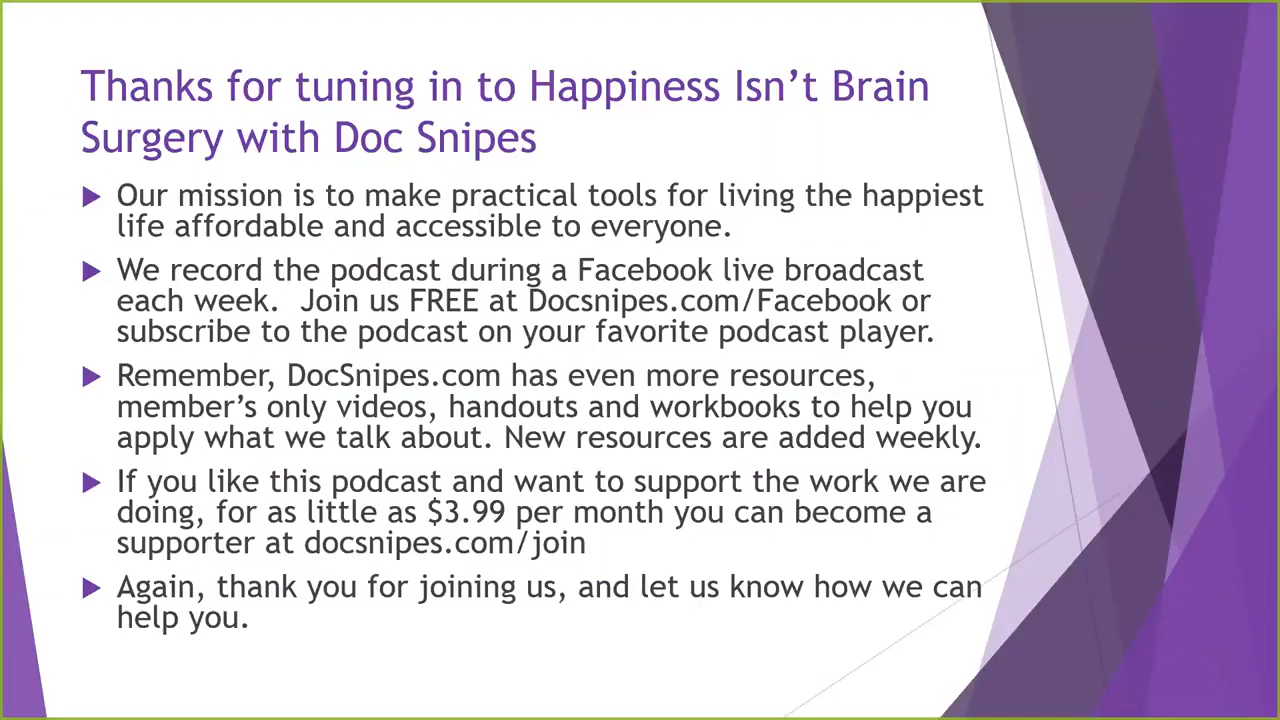 Thanks for tuning in to Happiness Isn’t Brain
Surgery with Doc Snipes
Our mission is to make practical tools for living the happiest
life affordable and accessible to everyone.
We record the podcast during a Facebook live broadcast
each week.  Join us FREE at Docsnipes.com/Facebook or
subscribe to the podcast on your favorite podcast player.
Remember, DocSnipes.com has even more resources,
member’s only videos, handouts and workbooks to help you
apply what we talk about. New resources are added weekly.
If you like this podcast and want to support the work we are
doing, for as little as $3.99 per month you can become a
supporter at docsnipes.com/join
Again, thank you for joining us, and let us know how we can
help you.